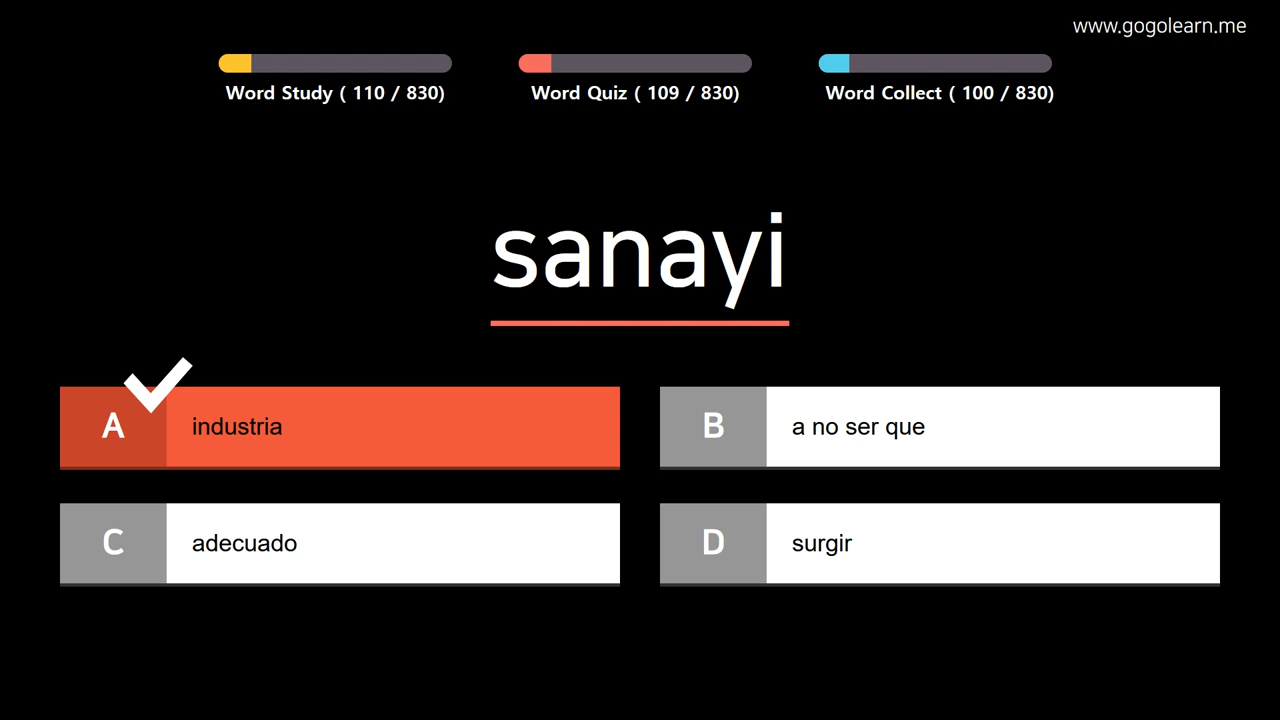 www.gogolearn.me
Word Study ( 110 / 830)
Word Quiz ( 109 / 830)
Word Collect ( 100 / 830)
sanayi
A industria
B a no ser que
C adecuado
D surgir